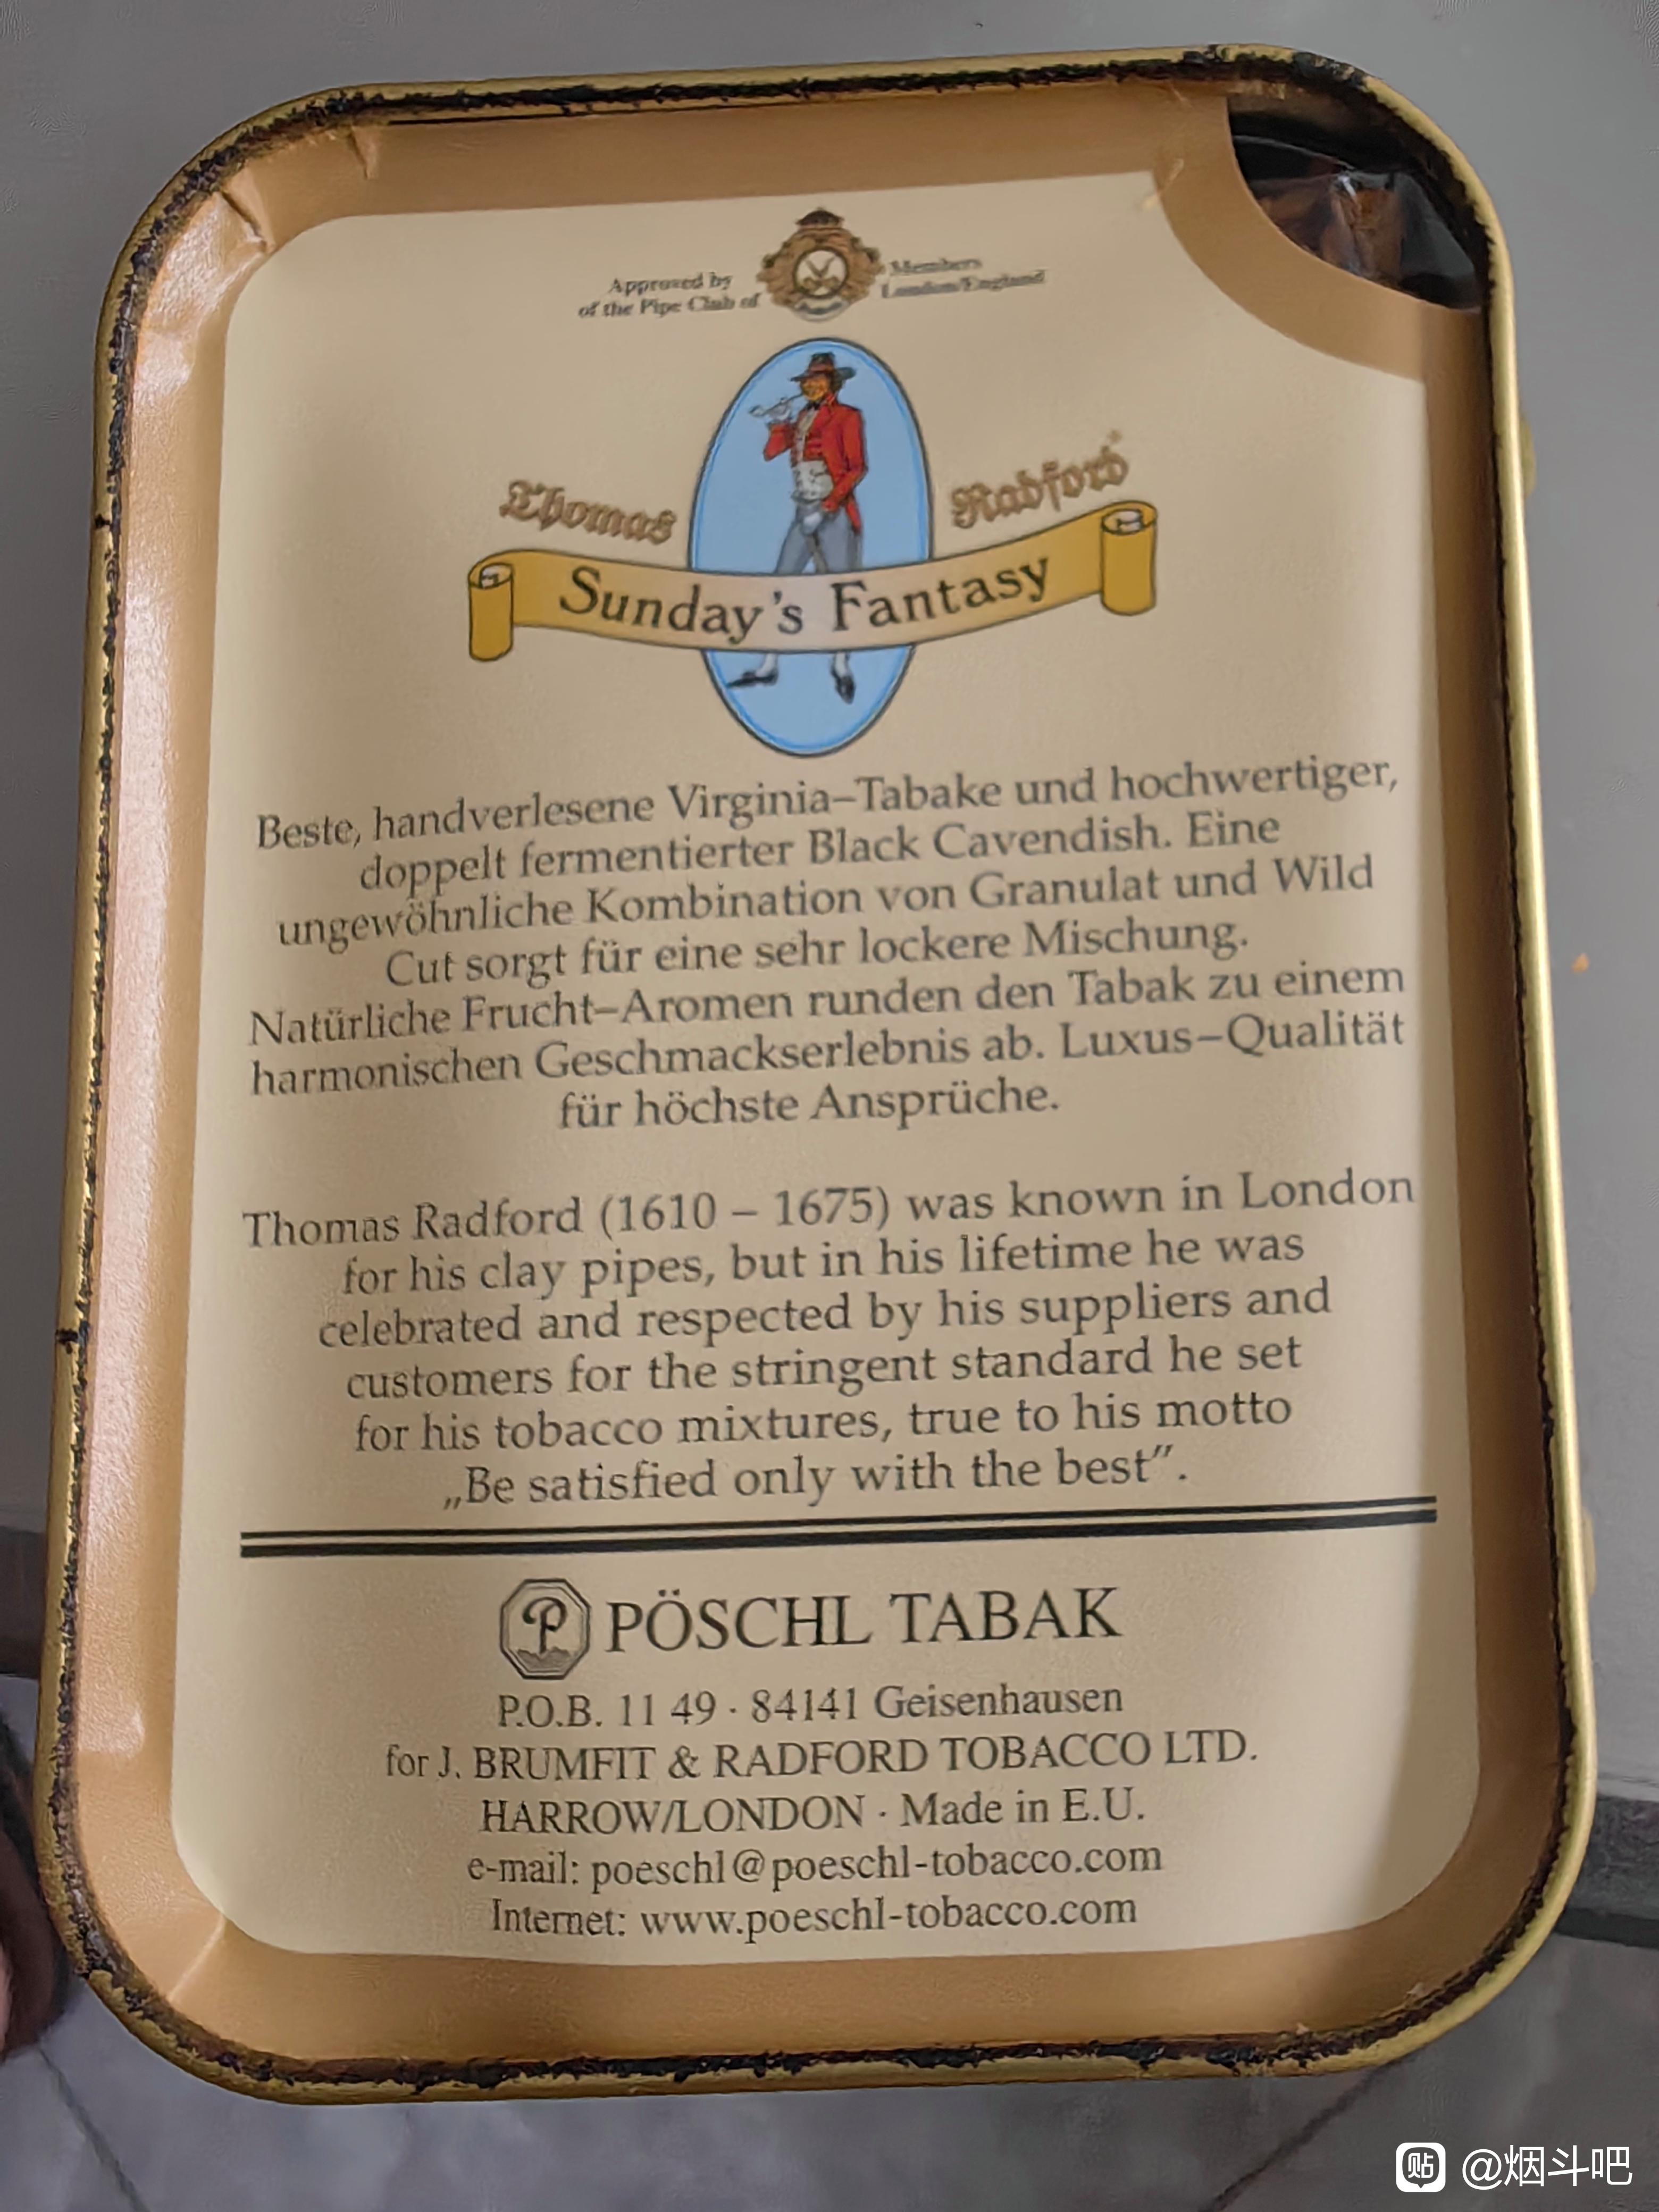 Approved by Members
of the Pipe Club of London/England
Thomas Radford
Sunday's Fantasy
Beste, handverlesene Virginia–Tabake und hochwertiger,
doppelt fermentierter Black Cavendish. Eine
ungewöhnliche Kombination von Granulat und Wild
Cut sorgt für eine sehr lockere Mischung.
Natürliche Frucht–Aromen runden den Tabak zu einem
harmonischen Geschmackserlebnis ab. Luxus–Qualität
für höchste Ansprüche.
Thomas Radford (1610 – 1675) was known in London
for his clay pipes, but in his lifetime he was
celebrated and respected by his suppliers and
customers for the stringent standard he set
for his tobacco mixtures, true to his motto
„Be satisfied only with the best”.
P PÖSCHL TABAK
P.O.B. 11 49 · 84141 Geisenhausen
for J. BRUMFIT & RADFORD TOBACCO LTD.
HARROW/LONDON · Made in E.U.
e-mail: poeschl@poeschl-tobacco.com
Internet: www.poeschl-tobacco.com
贴 @烟斗吧